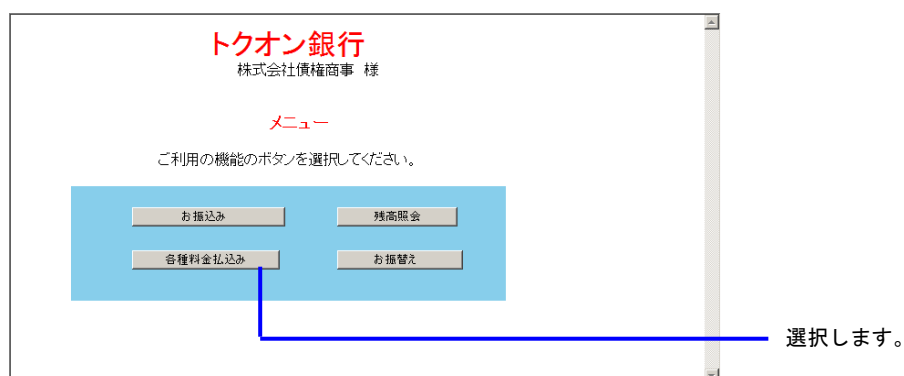 トクオン銀行
株式会社債権商事 様
メニュー
ご利用の機能のボタンを選択してください。
お振込み 残高照会
各種料金払込み お振替え
選択します。